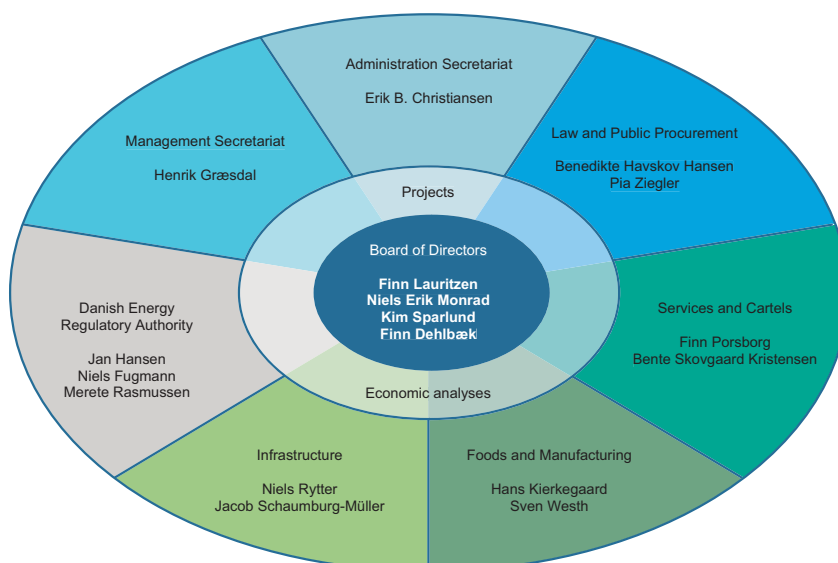 Administration Secretariat
Erik B. Christiansen
Management Secretariat
Henrik Græsdal
Law and Public Procurement
Benedikte Havskov Hansen
Pia Ziegler
Projects
Board of Directors
Finn Lauritzen
Niels Erik Monrad
Kim Sparlund
Finn Dehlbæk
Danish Energy
Regulatory Authority
Jan Hansen
Niels Fugmann
Merete Rasmussen
Services and Cartels
Finn Porsborg
Bente Skovgaard Kristensen
Economic analyses
Infrastructure
Niels Rytter
Jacob Schaumburg-Müller
Foods and Manufacturing
Hans Kierkegaard
Sven Westh